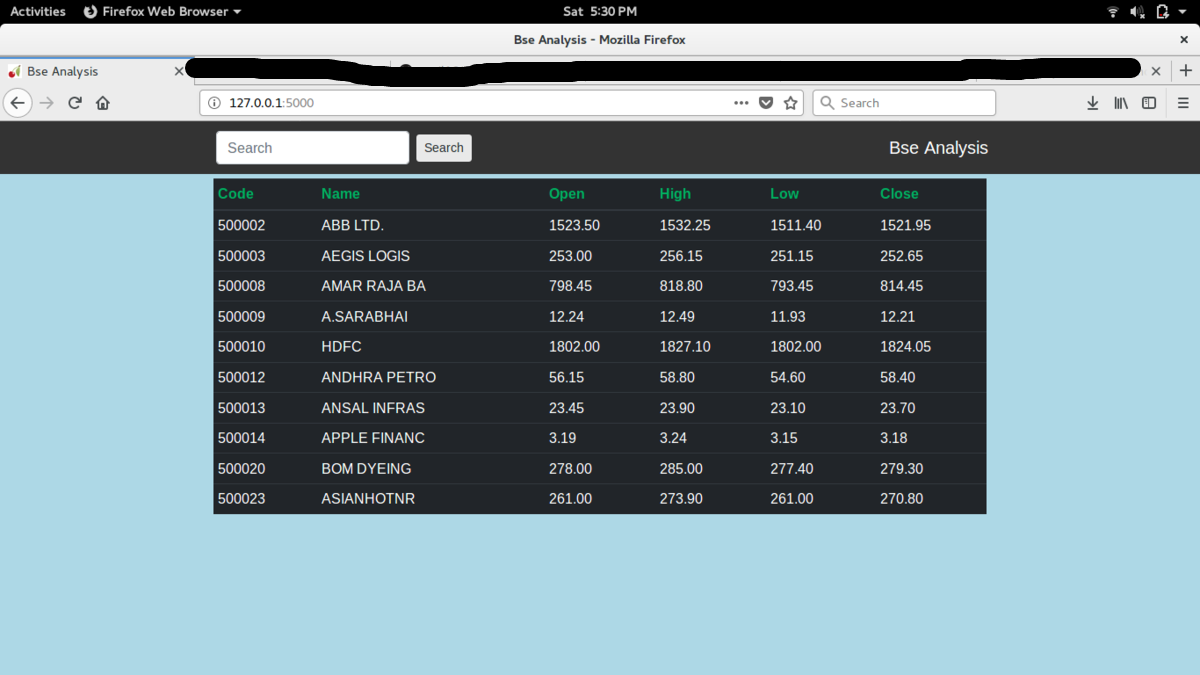 Activities Firefox Web Browser Sat 5:30 PM
Bse Analysis - Mozilla Firefox
Bse Analysis
127.0.0.1:5000 Search
Search Search Bse Analysis
Code Name Open High Low Close
500002 ABB LTD. 1523.50 1532.25 1511.40 1521.95
500003 AEGIS LOGIS 253.00 256.15 251.15 252.65
500008 AMAR RAJA BA 798.45 818.80 793.45 814.45
500009 A.SARABHAI 12.24 12.49 11.93 12.21
500010 HDFC 1802.00 1827.10 1802.00 1824.05
500012 ANDHRA PETRO 56.15 58.80 54.60 58.40
500013 ANSAL INFRAS 23.45 23.90 23.10 23.70
500014 APPLE FINANC 3.19 3.24 3.15 3.18
500020 BOM DYEING 278.00 285.00 277.40 279.30
500023 ASIANHOTNR 261.00 273.90 261.00 270.80